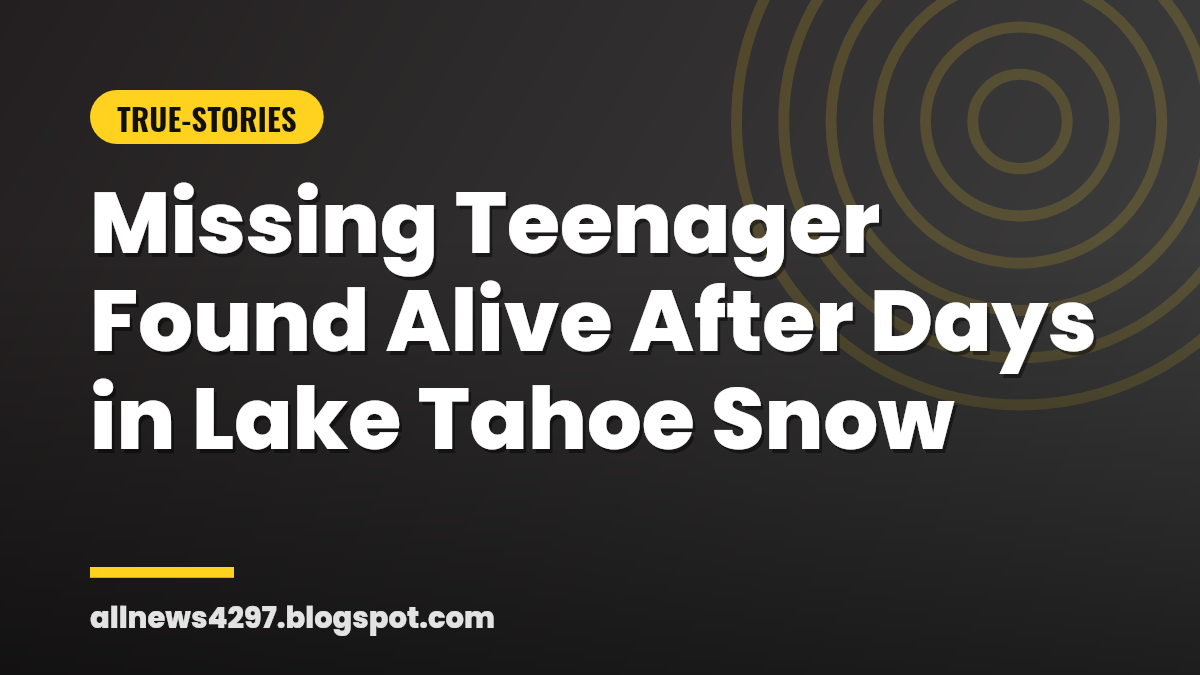 TRUE-STORIES
Missing Teenager
Found Alive After Days
in Lake Tahoe Snow
allnews4297.blogspot.com